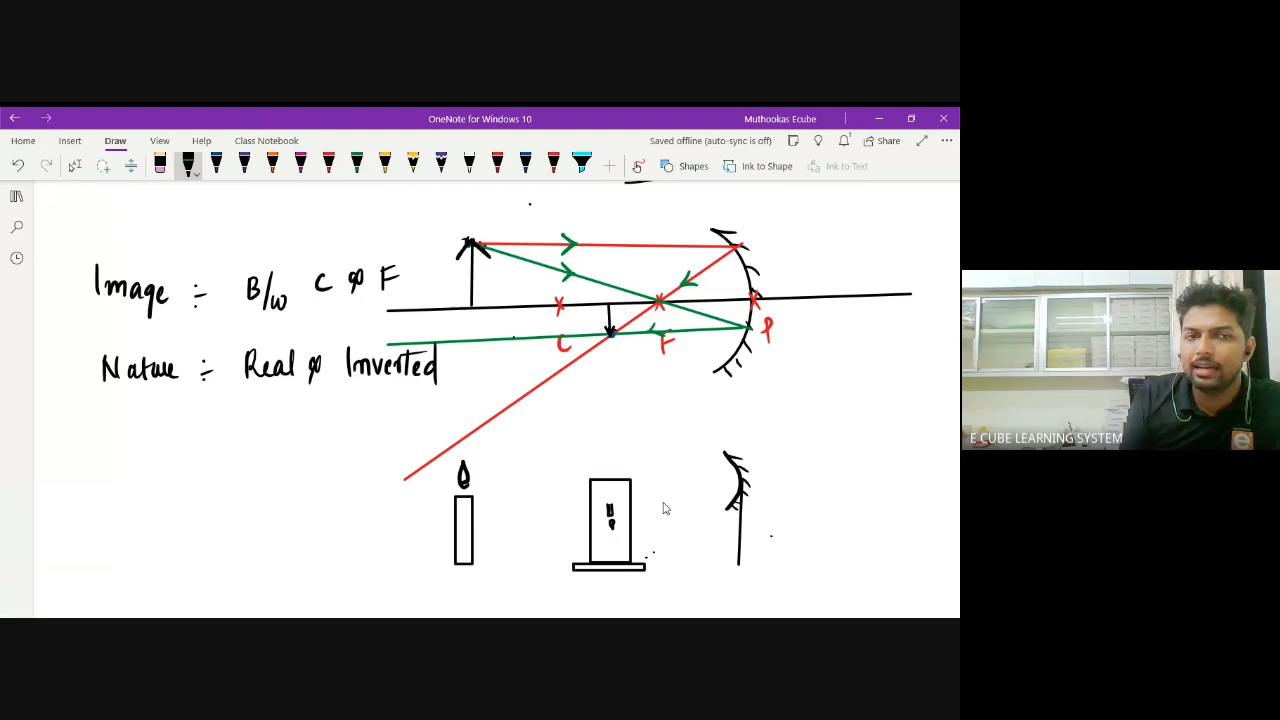 OneNote for Windows 10
Muthookas Ecube
Home Insert Draw View Help Class Notebook
Saved offline (auto-sync is off)
Share
Shapes
Ink to Shape
Ink to Text
Image :- B/w C & F
Nature :- Real & Inverted
C F P
E CUBE LEARNING SYSTEM